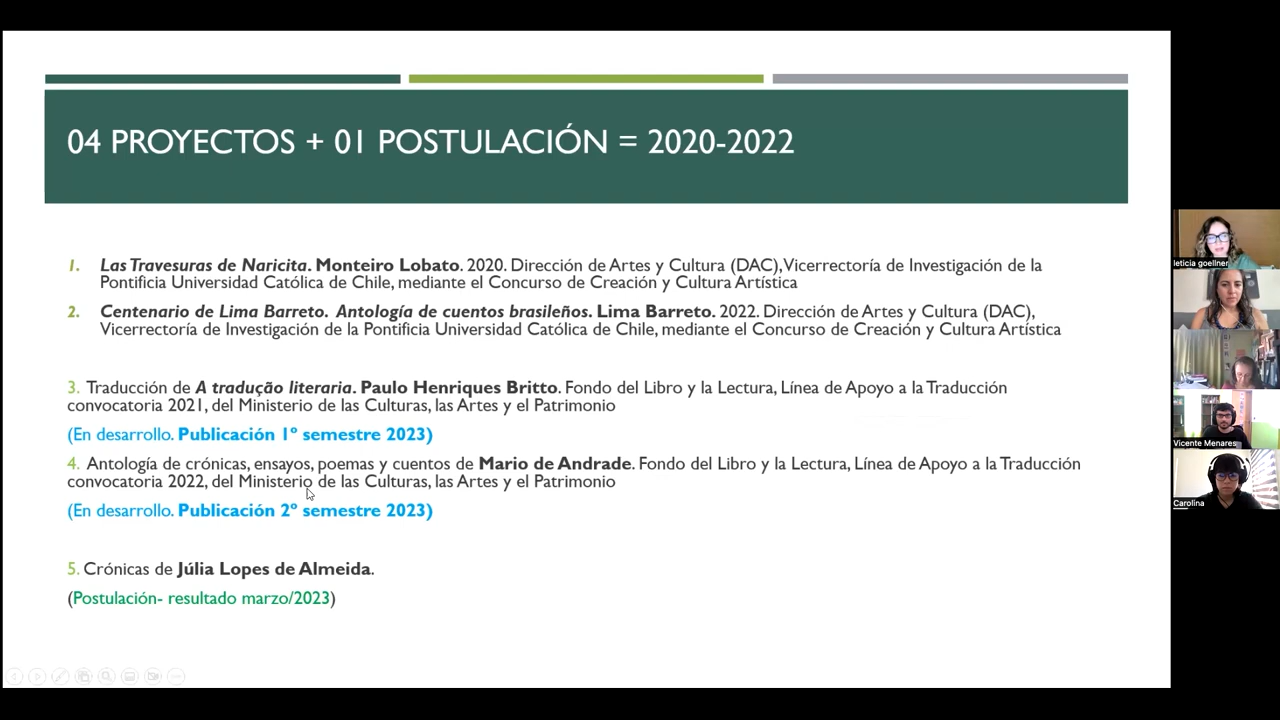 04 PROYECTOS + 01 POSTULACIÓN = 2020-2022
1. Las Travesuras de Naricita. Monteiro Lobato. 2020. Dirección de Artes y Cultura (DAC), Vicerrectoría de Investigación de la
Pontificia Universidad Católica de Chile, mediante el Concurso de Creación y Cultura Artística
2. Centenario de Lima Barreto. Antología de cuentos brasileños. Lima Barreto. 2022. Dirección de Artes y Cultura (DAC),
Vicerrectoría de Investigación de la Pontificia Universidad Católica de Chile, mediante el Concurso de Creación y Cultura Artística
3. Traducción de A tradução literaria. Paulo Henriques Britto. Fondo del Libro y la Lectura, Línea de Apoyo a la Traducción
convocatoria 2021, del Ministerio de las Culturas, las Artes y el Patrimonio
(En desarrollo. Publicación 1º semestre 2023)
4. Antología de crónicas, ensayos, poemas y cuentos de Mario de Andrade. Fondo del Libro y la Lectura, Línea de Apoyo a la Traducción
convocatoria 2022, del Ministerio de las Culturas, las Artes y el Patrimonio
(En desarrollo. Publicación 2º semestre 2023)
5. Crónicas de Júlia Lopes de Almeida.
(Postulación- resultado marzo/2023)
leticia goellner
Vicente Menares
Carolina